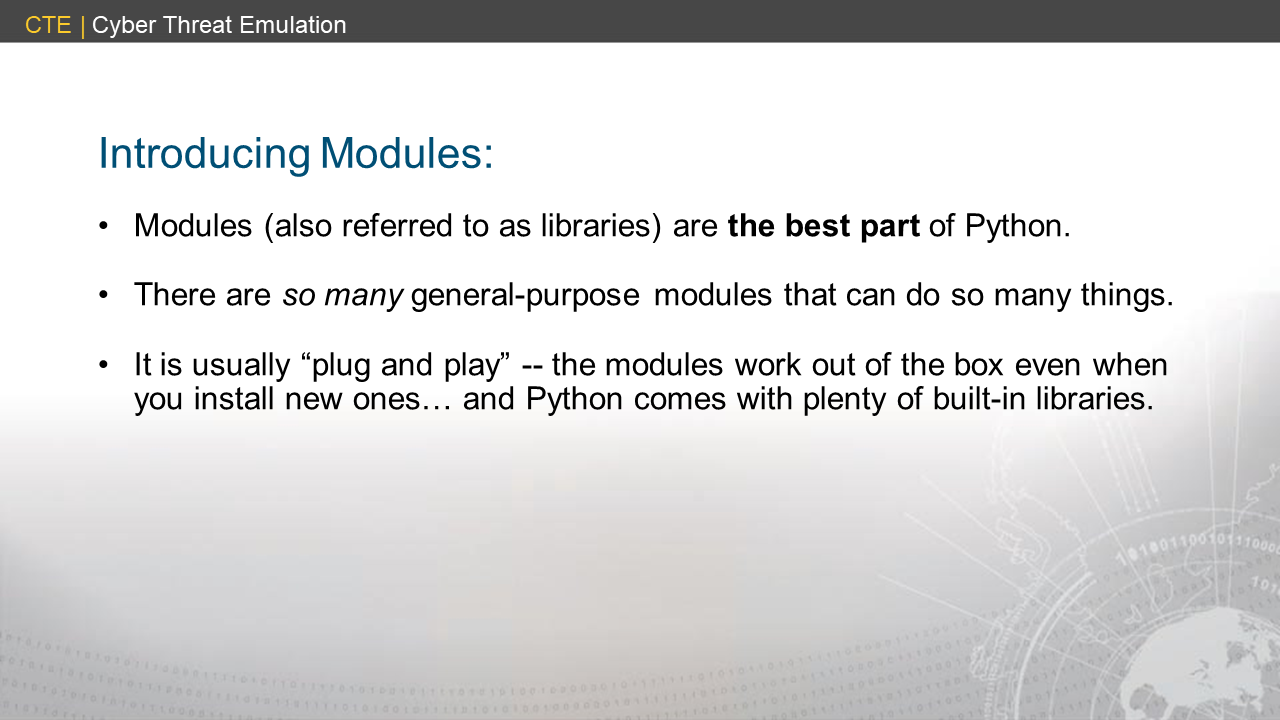 CTE | Cyber Threat Emulation
Introducing Modules:
• Modules (also referred to as libraries) are the best part of Python.
• There are so many general-purpose modules that can do so many things.
• It is usually “plug and play” -- the modules work out of the box even when
you install new ones… and Python comes with plenty of built-in libraries.